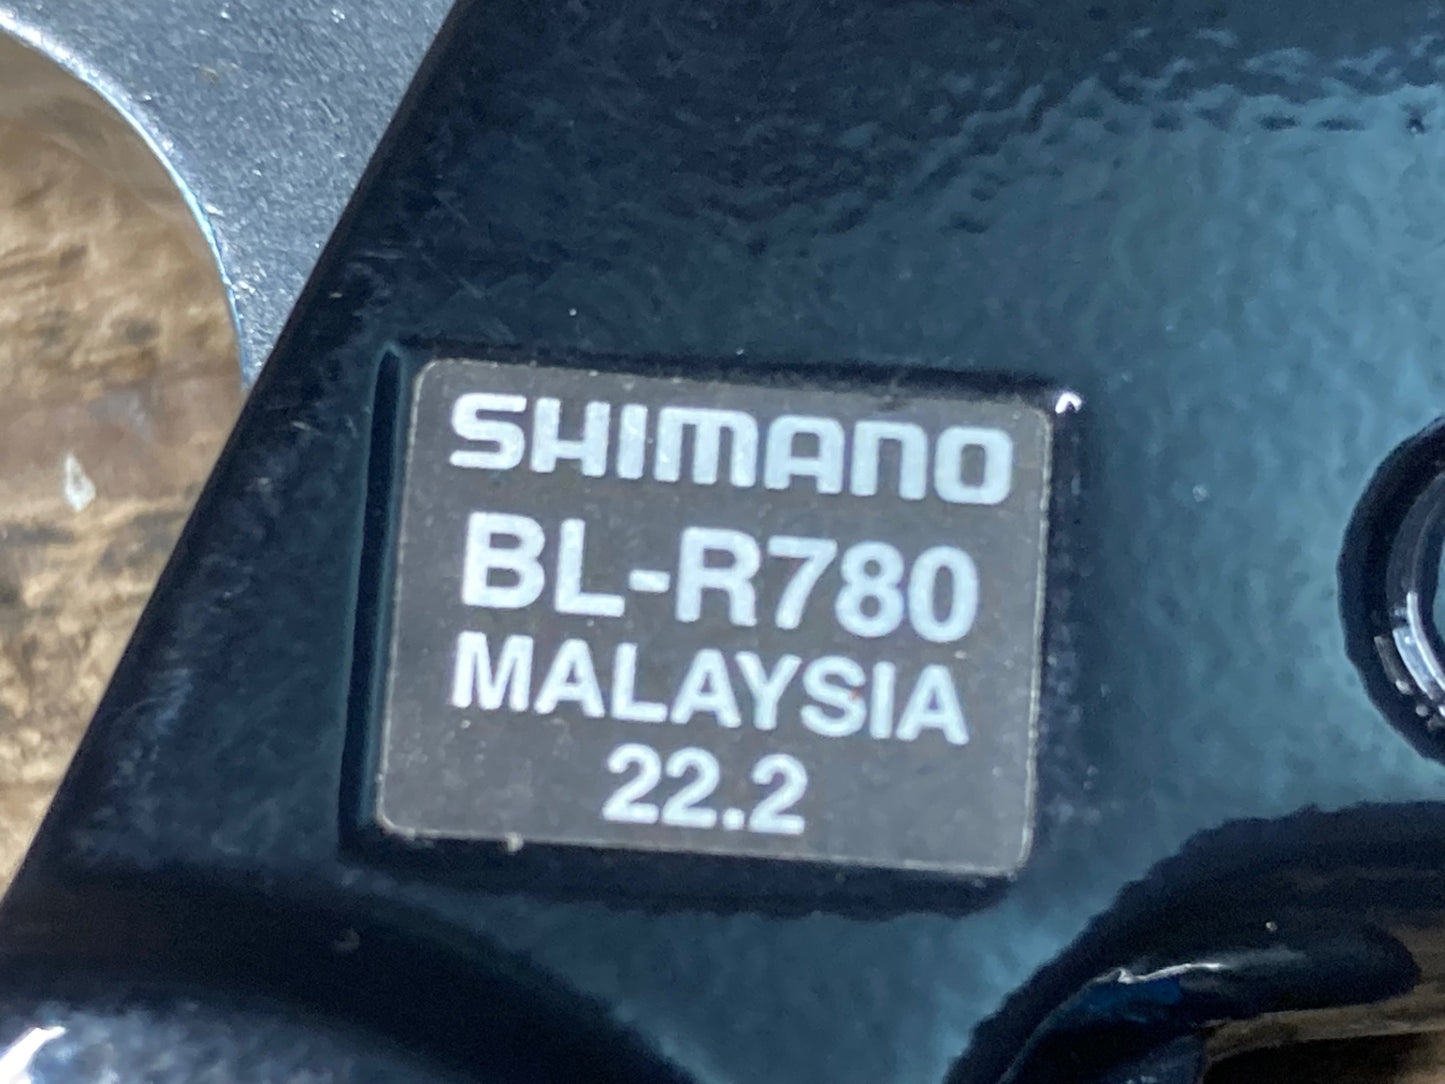 SHIMANO
BL-R780
MALAYSIA
22.2